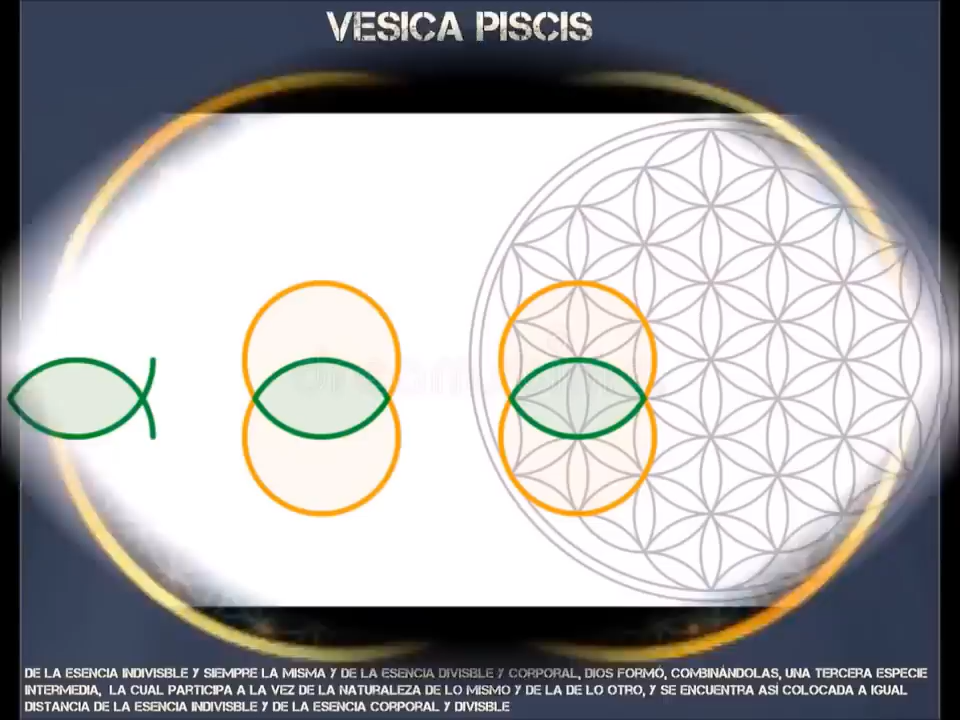 VESICA PISCIS
DE LA ESENCIA INDIVISBLE Y SIEMPRE LA MISMA Y DE LA ESENCIA DIVISBLE Y CORPORAL, DIOS FORMÓ, COMBINÁNDOLAS, UNA TERCERA ESPECIE
INTERMEDIA, LA CUAL PARTICIPA A LA VEZ DE LA NATURALEZA DE LO MISMO Y DE LA DE LO OTRO, Y SE ENCUENTRA ASÍ COLOCADA A IGUAL
DISTANCIA DE LA ESENCIA INDIVISBLE Y DE LA ESENCIA CORPORAL Y DIVISBLE